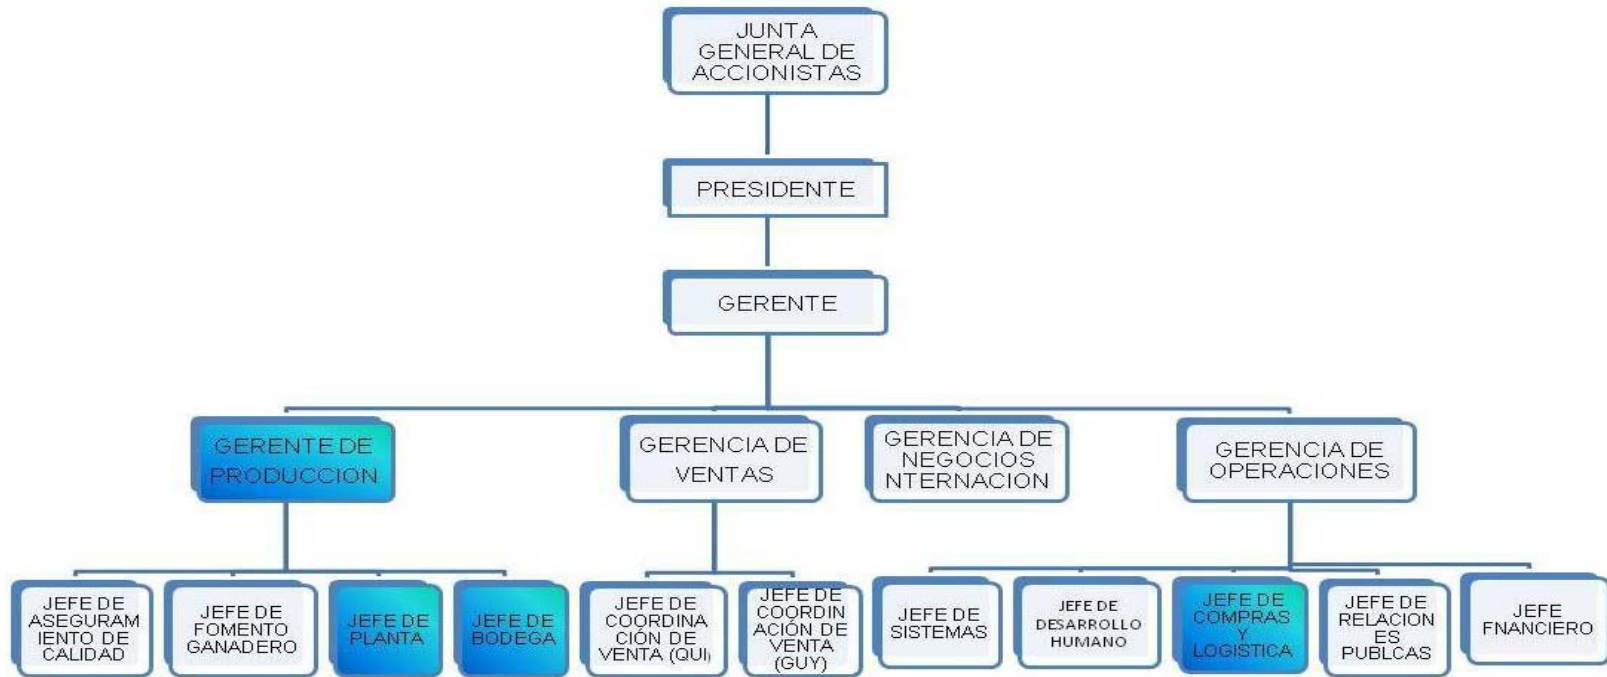 JUNTA
GENERAL DE
ACCIONISTAS
PRESIDENTE
GERENTE
GERENTE DE
PRODUCCION
GERENCIA DE
VENTAS
GERENCIA DE
NEGOCIOS
NTERNACION
GERENCIA DE
OPERACIONES
JEFE DE
ASEGURAM
IENTO DE
CALIDAD
JEFE DE
FOMENTO
GANADERO
JEFE DE
PLANTA
JEFE DE
BODEGA
JEFE DE
COORDINA
CIÓN DE
VENTA (QUI)
JEFE DE
COORDIN
ACIÓN DE
VENTA
(GUY)
JEFE DE
SISTEMAS
JEFE DE
DESARROLLO
HUMANO
JEFE DE
COMPRAS
Y
LOGISTICA
JEFE DE
RELACION
ES
PUBLCAS
JEFE
FNANCIERO